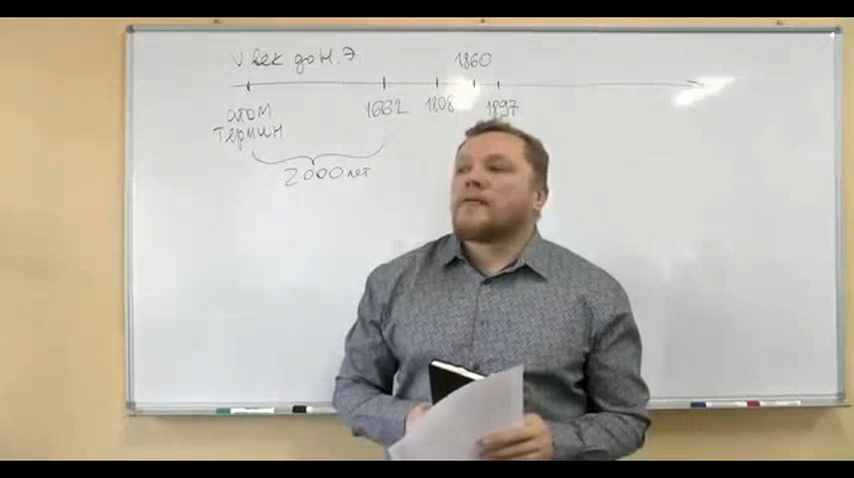 V век до н. э.
1860
атом
термин
1662
1808
1897
2000 лет